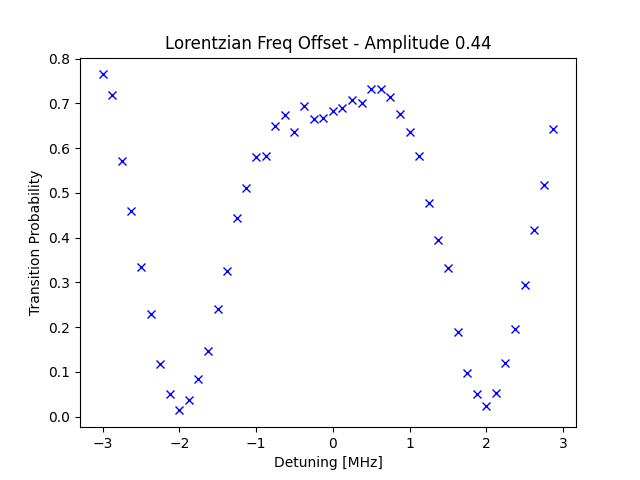 Lorentzian Freq Offset - Amplitude 0.44
Transition Probability
0.8
0.7
0.6
0.5
0.4
0.3
0.2
0.1
0.0
−3 −2 −1 0 1 2 3
Detuning [MHz]